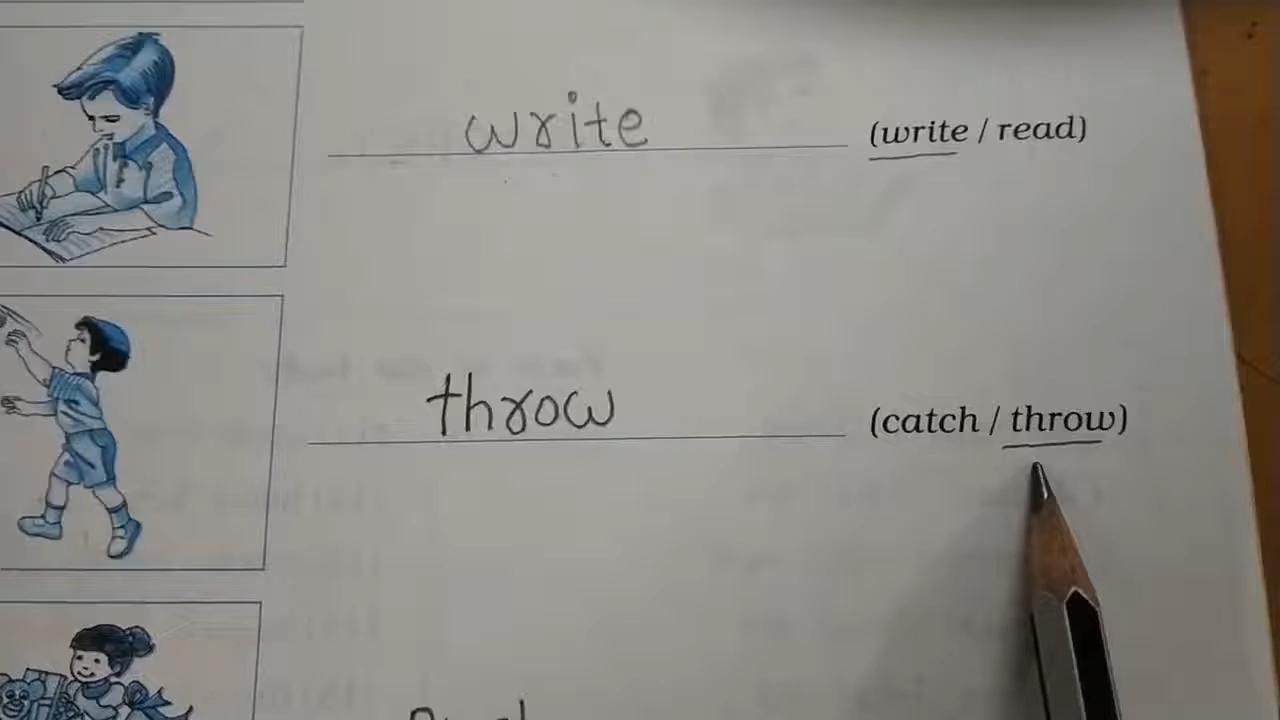 write (write / read)
throw (catch / throw)